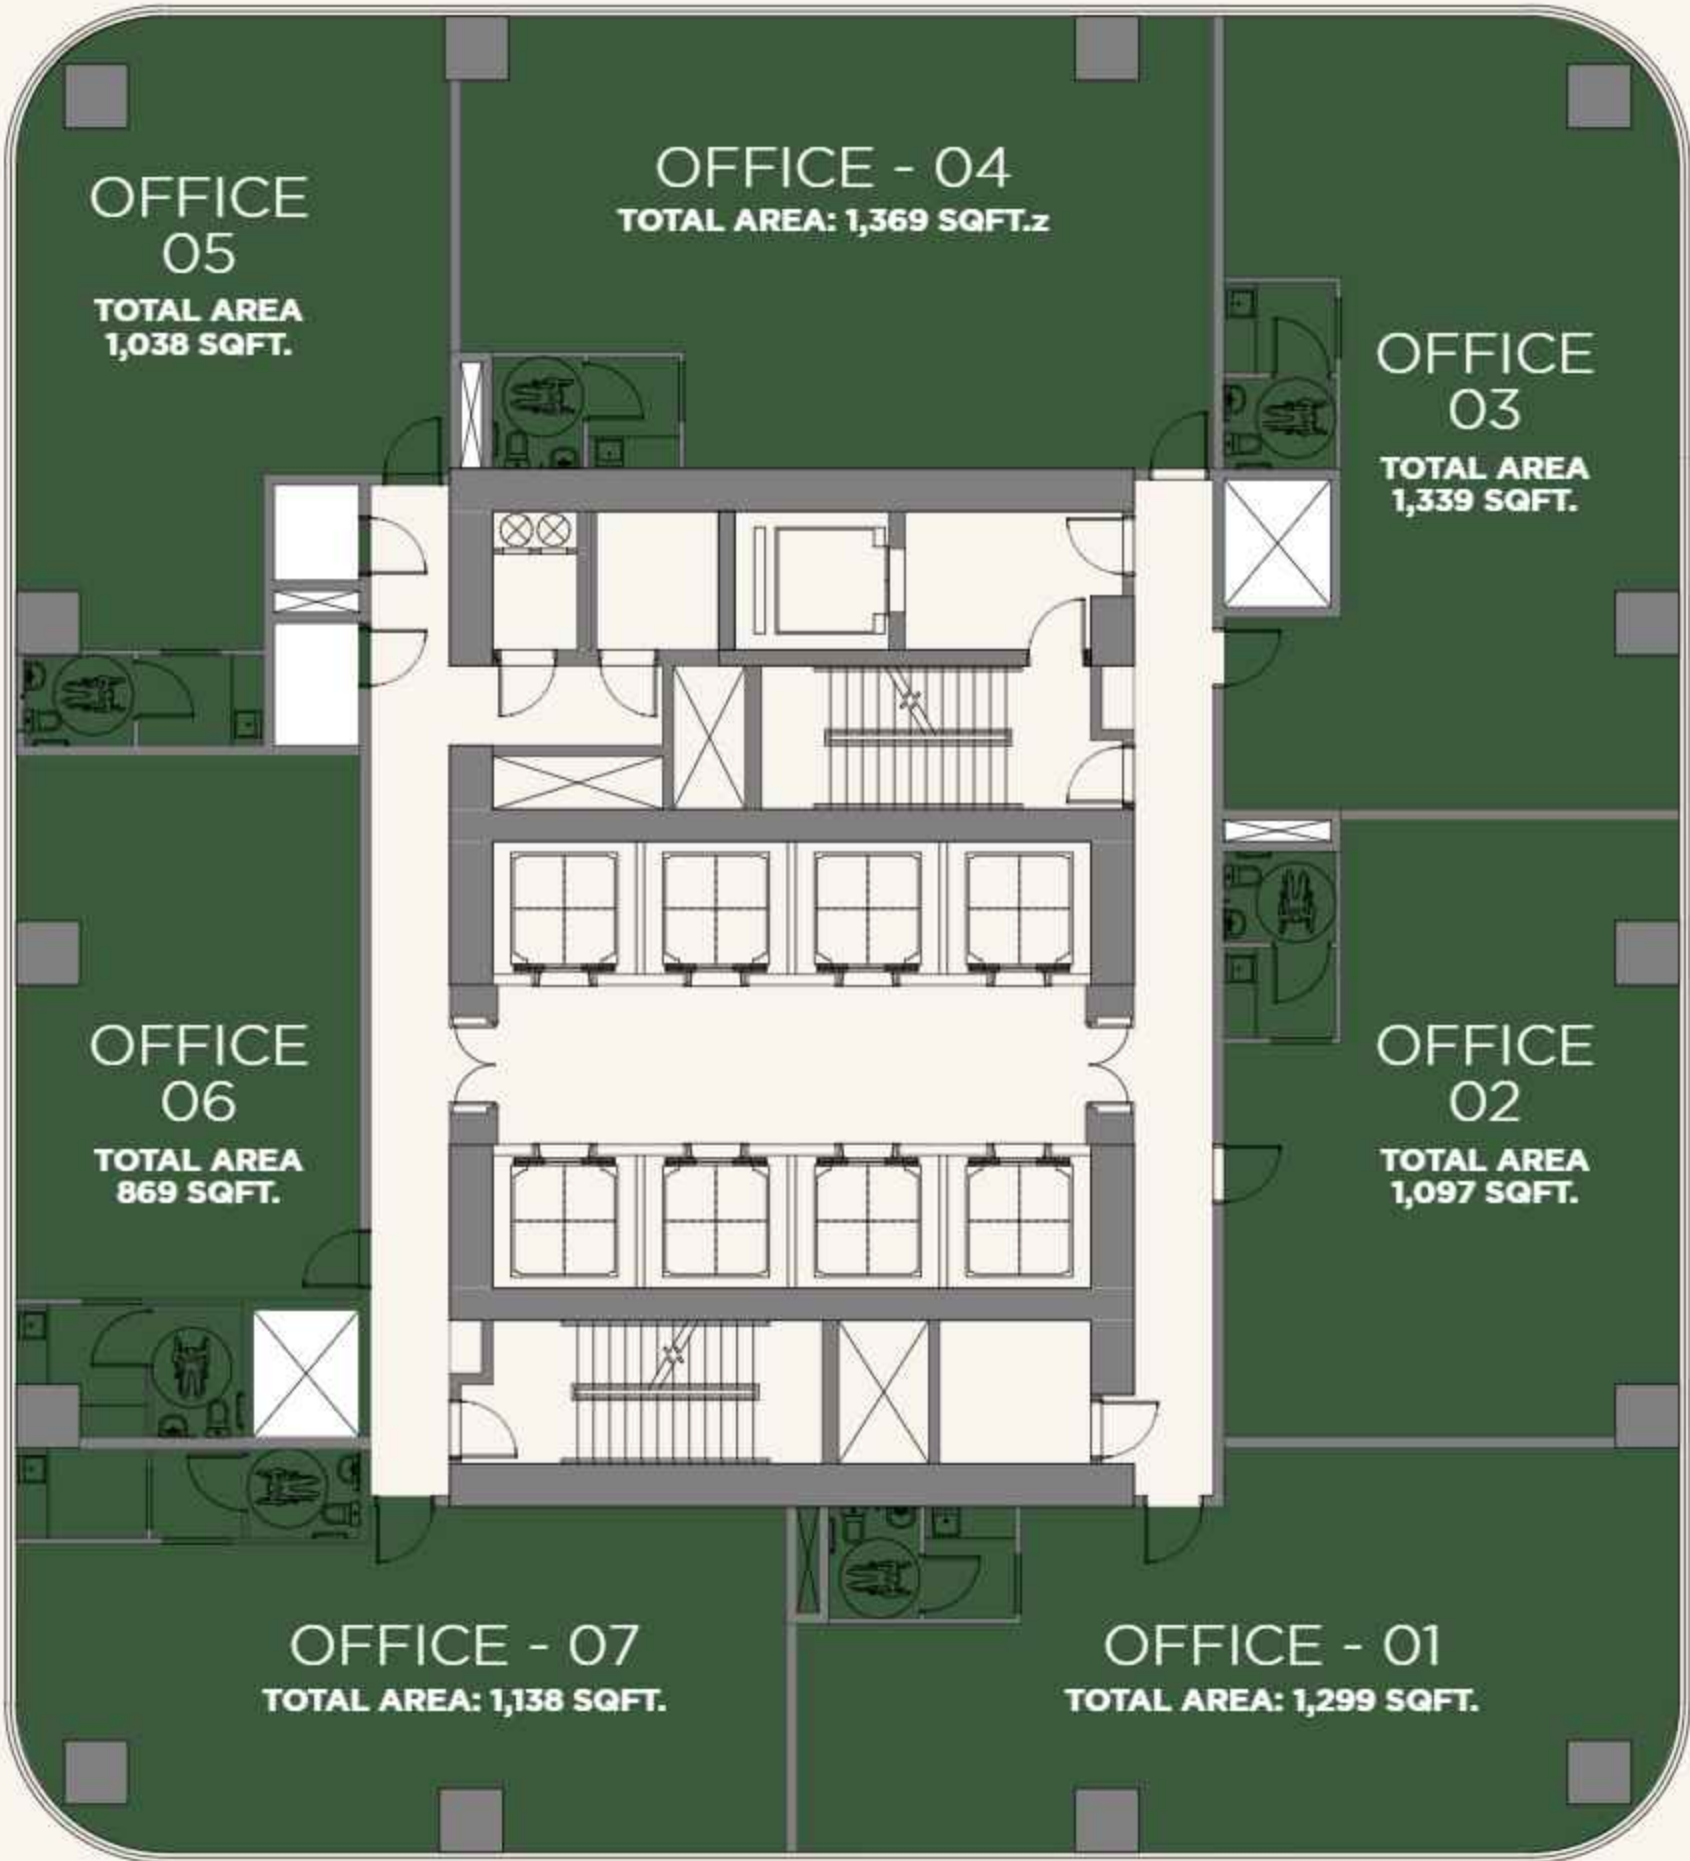 OFFICE - 04
TOTAL AREA: 1,369 SQFT.z
OFFICE
05
TOTAL AREA
1,038 SQFT.
OFFICE
03
TOTAL AREA
1,339 SQFT.
OFFICE
06
TOTAL AREA
869 SQFT.
OFFICE
02
TOTAL AREA
1,097 SQFT.
OFFICE - 07
TOTAL AREA: 1,138 SQFT.
OFFICE - 01
TOTAL AREA: 1,299 SQFT.